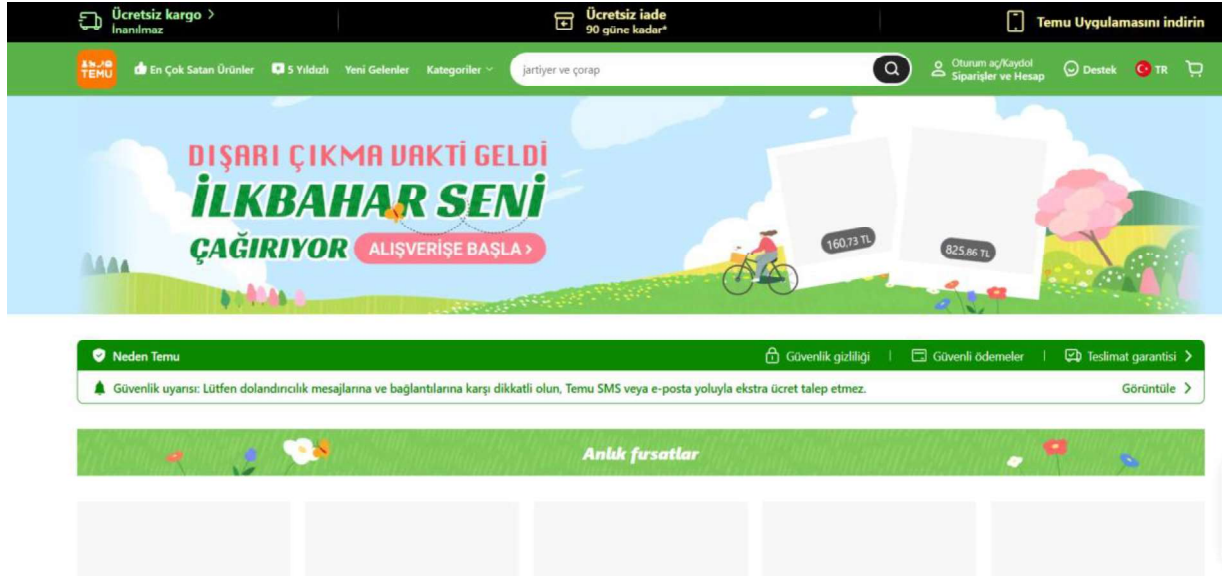 Ücretsiz kargo >
İnanılmaz
Ücretsiz iade
90 güne kadar*
Temu Uygulamasını indirin
TEMU
En Çok Satan Ürünler
5 Yıldızlı
Yeni Gelenler
Kategoriler
jartiyer ve çorap
Oturum aç/Kaydol
Siparişler ve Hesap
Destek
TR
DIŞARI ÇIKMA VAKTİ GELDİ
İLKBAHAR SENİ
ÇAĞIRIYOR
ALIŞVERİŞE BAŞLA >
160,73 TL
825,86 TL
Neden Temu
Güvenlik gizliliği
Güvenli ödemeler
Teslimat garantisi >
Güvenlik uyarısı: Lütfen dolandırıcılık mesajlarına ve bağlantılarına karşı dikkatli olun, Temu SMS veya e-posta yoluyla ekstra ücret talep etmez.
Görüntüle >
Anlık fırsatlar